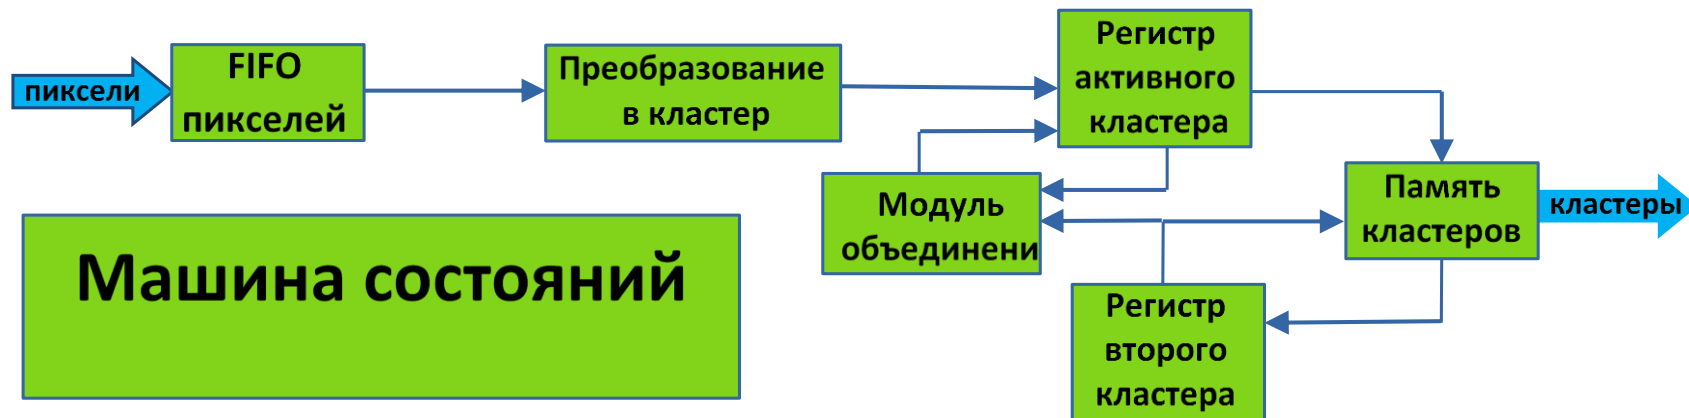 пиксели
FIFO
пикселей
Преобразование
в кластер
Регистр
активного
кластера
Модуль
объединени
Память
кластеров
кластеры
Машина состояний
Регистр
второго
кластера